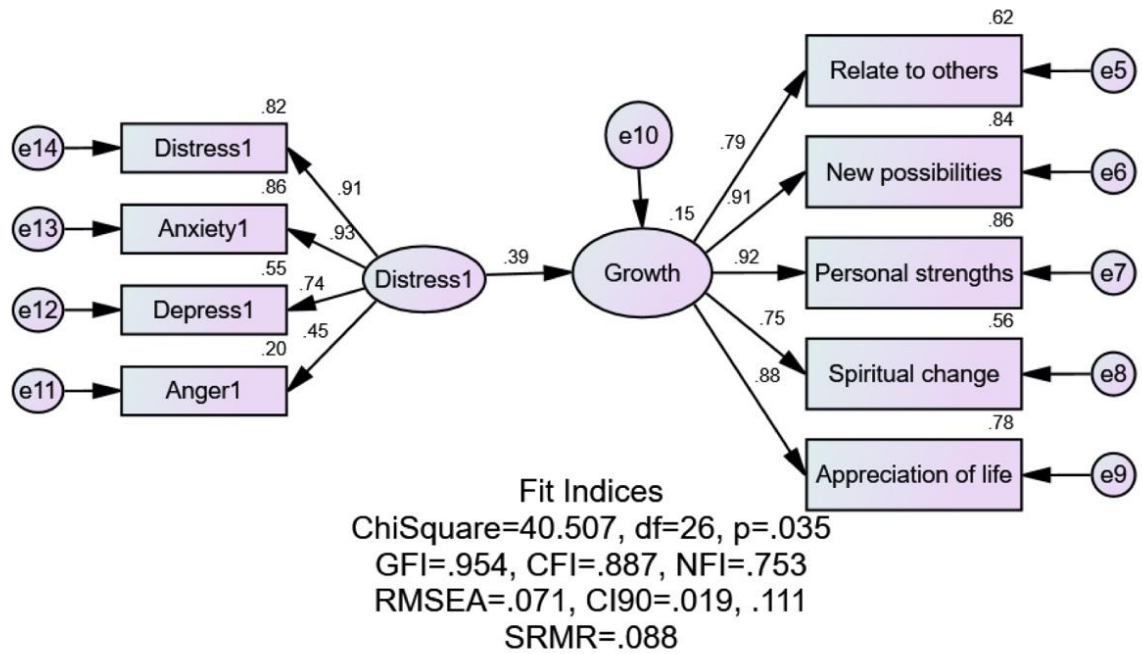 .62
Relate to others
e5
e10
.79
.82
e14
Distress1
.84
New possibilities
e6
.91
.91
.86
e13
Anxiety1
.93
.15
.86
Distress1
.39
Growth
.92
Personal strengths
e7
.55
e12
Depress1
.74
.75
.56
Spiritual change
e8
.45
.20
e11
Anger1
.88
.78
Appreciation of life
e9
Fit Indices
ChiSquare=40.507, df=26, p=.035
GFI=.954, CFI=.887, NFI=.753
RMSEA=.071, CI90=.019, .111
SRMR=.088